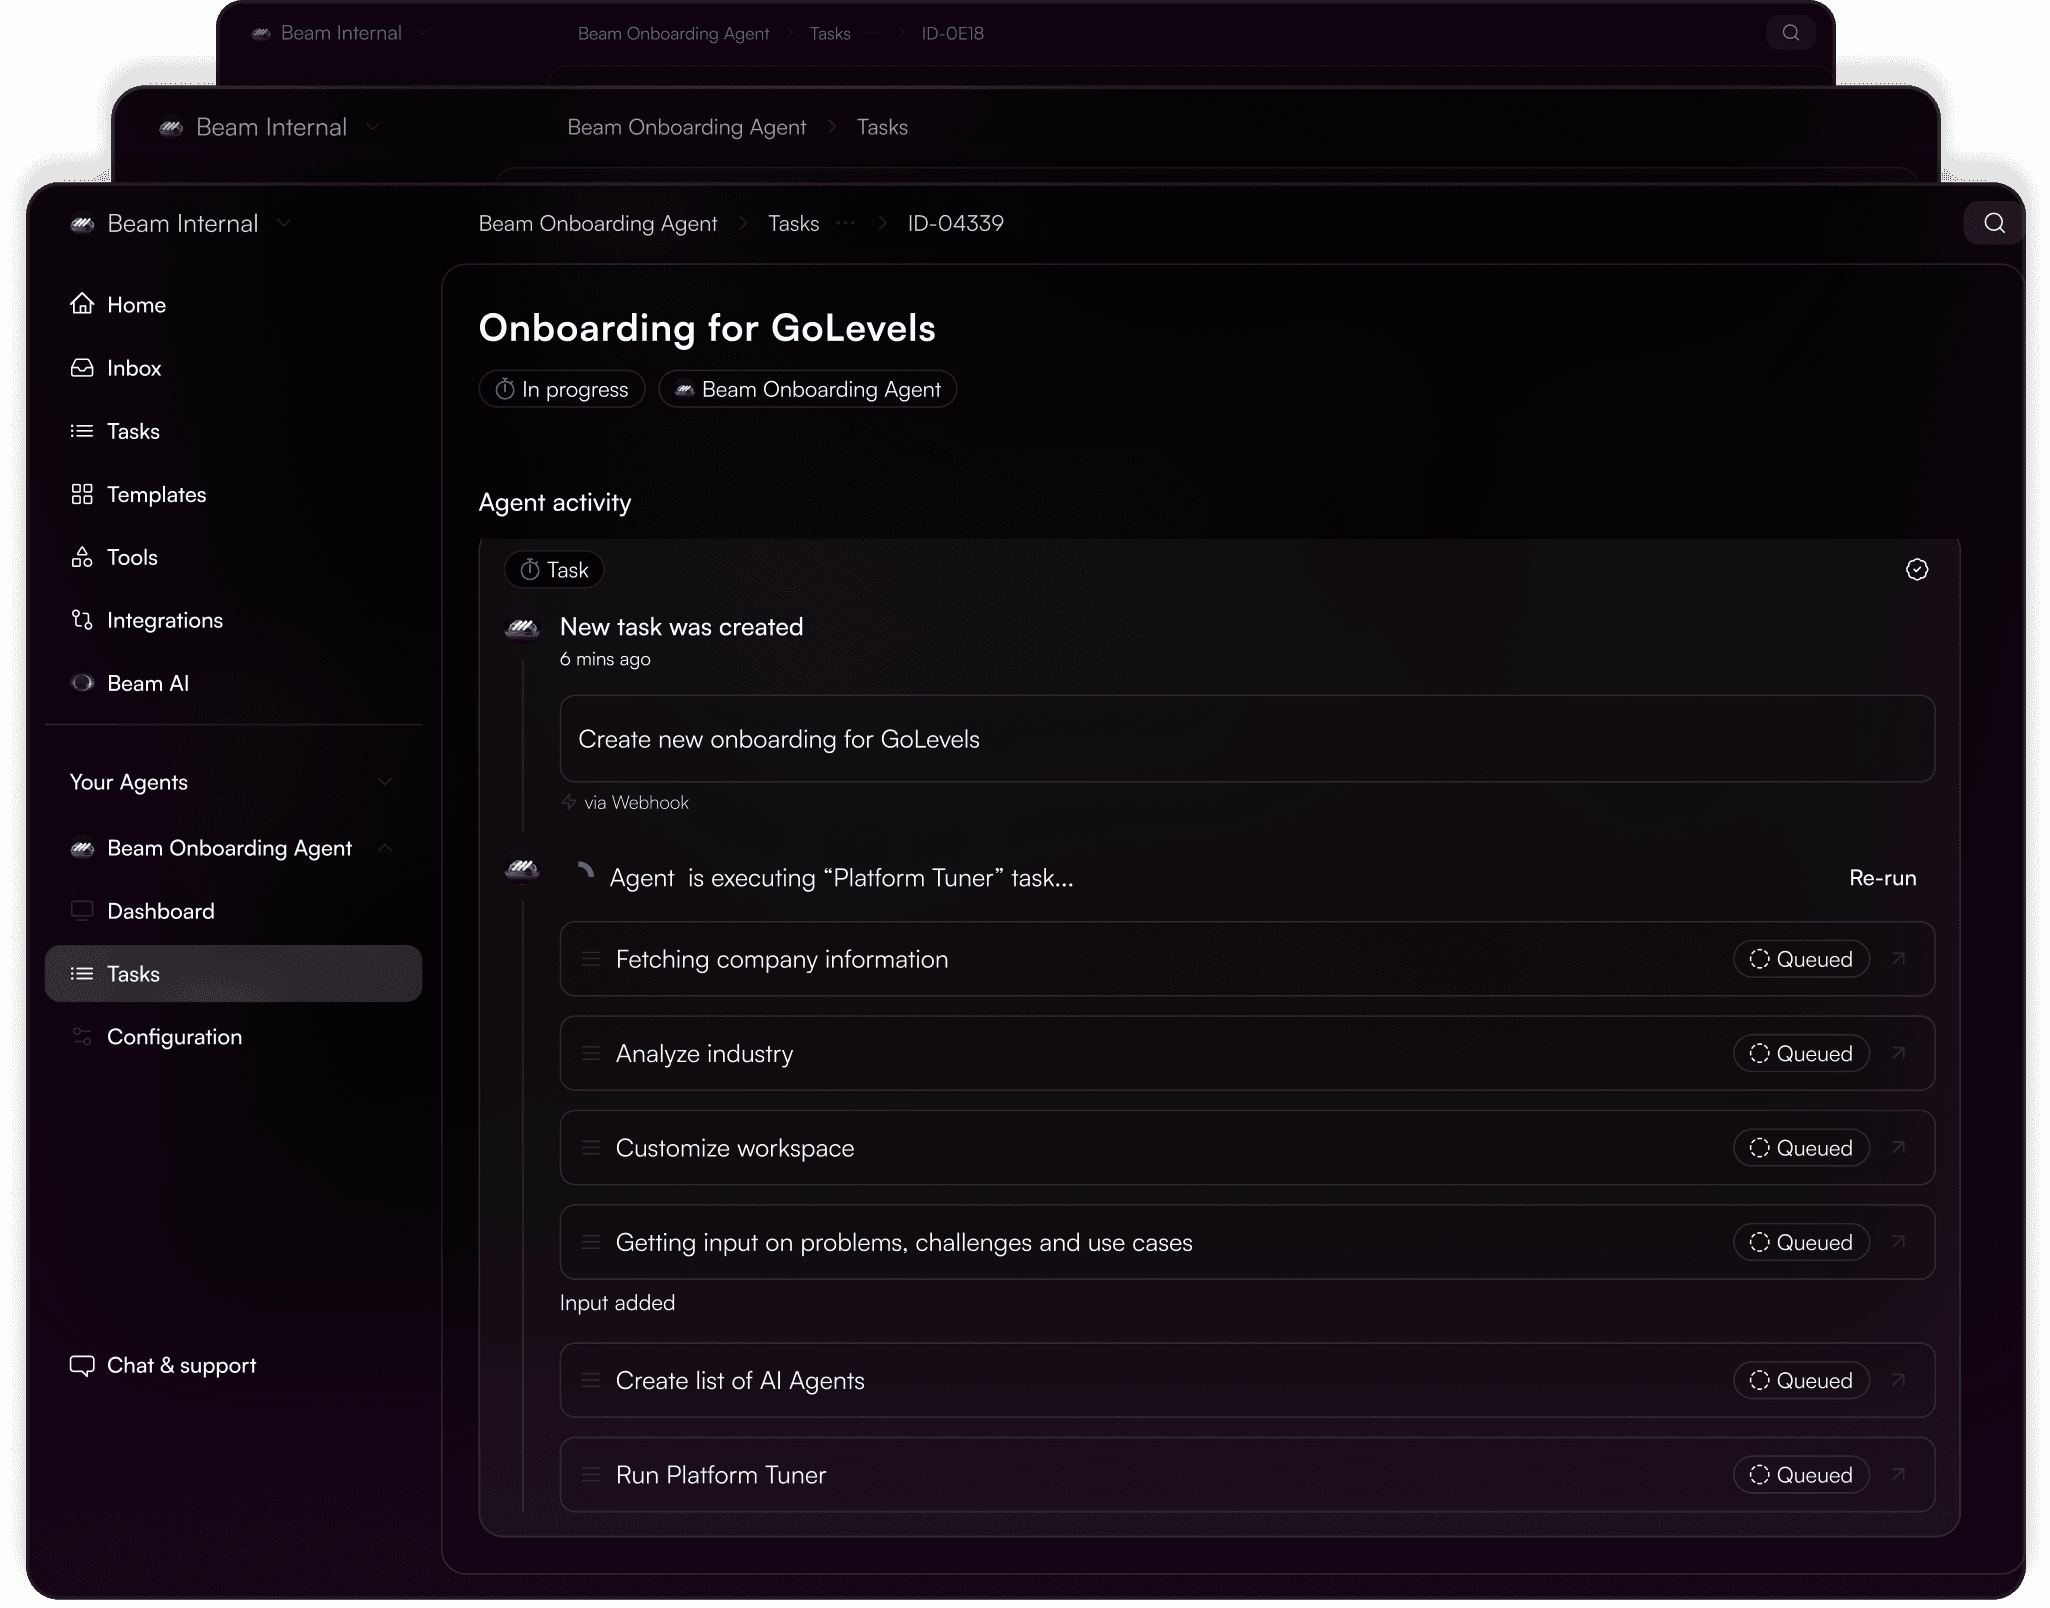 Beam Internal
Beam Onboarding Agent Tasks ID-0E18
Beam Internal
Beam Onboarding Agent Tasks
Beam Internal
Beam Onboarding Agent Tasks ··· ID-04339
Home
Inbox
Tasks
Templates
Tools
Integrations
Beam AI
Your Agents
Beam Onboarding Agent
Dashboard
Tasks
Configuration
Chat & support
Onboarding for GoLevels
In progress Beam Onboarding Agent
Agent activity
Task
New task was created
6 mins ago
Create new onboarding for GoLevels
via Webhook
Agent is executing “Platform Tuner” task... Re-run
Fetching company information Queued
Analyze industry Queued
Customize workspace Queued
Getting input on problems, challenges and use cases Queued
Input added
Create list of AI Agents Queued
Run Platform Tuner Queued